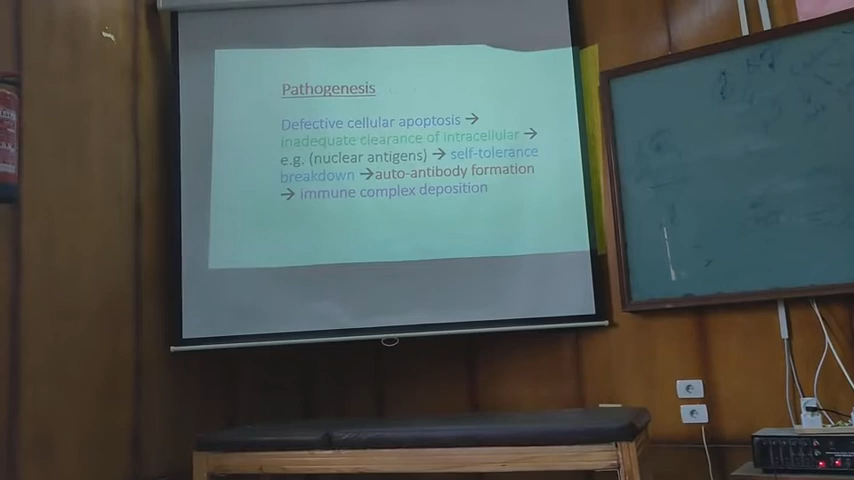 Pathogenesis
Defective cellular apoptosis →
inadequate clearance of intracellular →
e.g. (nuclear antigens) → self-tolerance
breakdown →auto-antibody formation
→ immune complex deposition